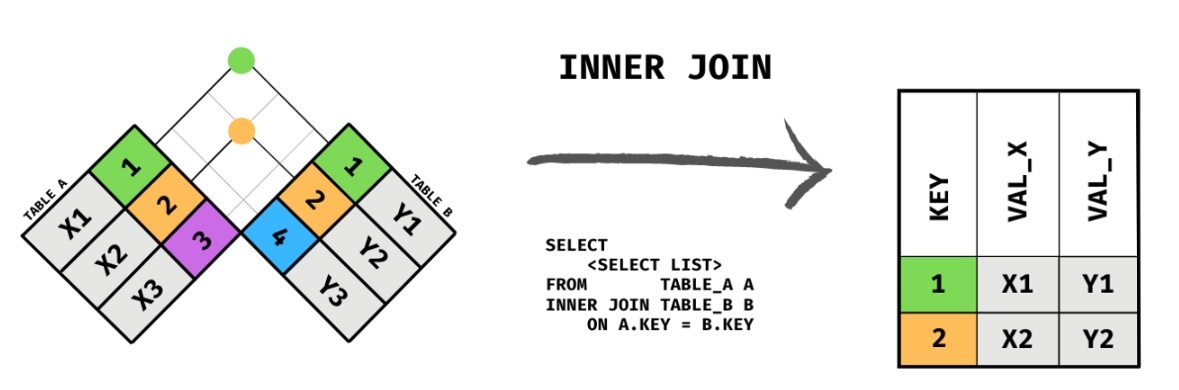 INNER JOIN
TABLE A
1
X1
2
X2
3
X3
TABLE B
1
Y1
2
Y2
4
Y3
SELECT
<SELECT LIST>
FROM TABLE_A A
INNER JOIN TABLE_B B
ON A.KEY = B.KEY
KEY VAL_X VAL_Y
1 X1 Y1
2 X2 Y2